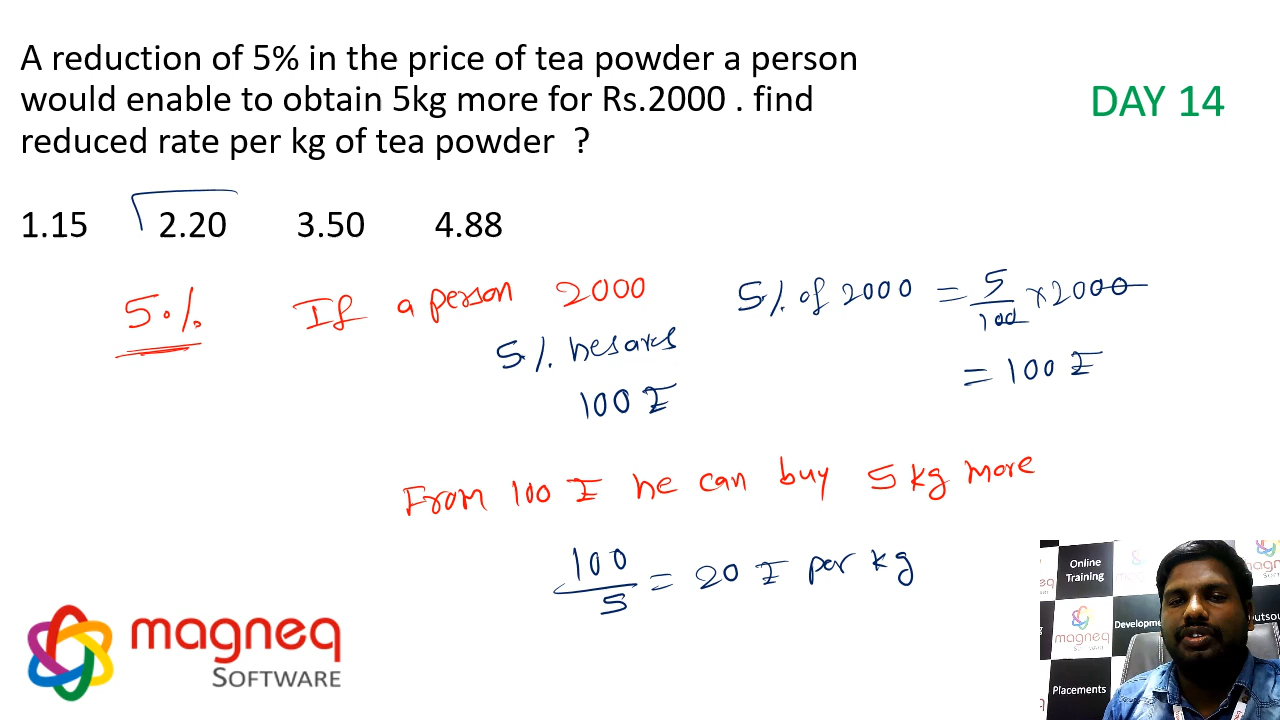 A reduction of 5% in the price of tea powder a person
would enable to obtain 5kg more for Rs.2000 . find
reduced rate per kg of tea powder ?
DAY 14
1.15 2.20 3.50 4.88
5% If a person 2000
5% of 2000 = 5/100 x 2000
5%
100 ₹
= 100 ₹
From 100 ₹ he can buy 5 kg more
100/5 = 20 ₹ per kg
magneq
SOFTWARE
Online
Training
magneq
Developme
Placements